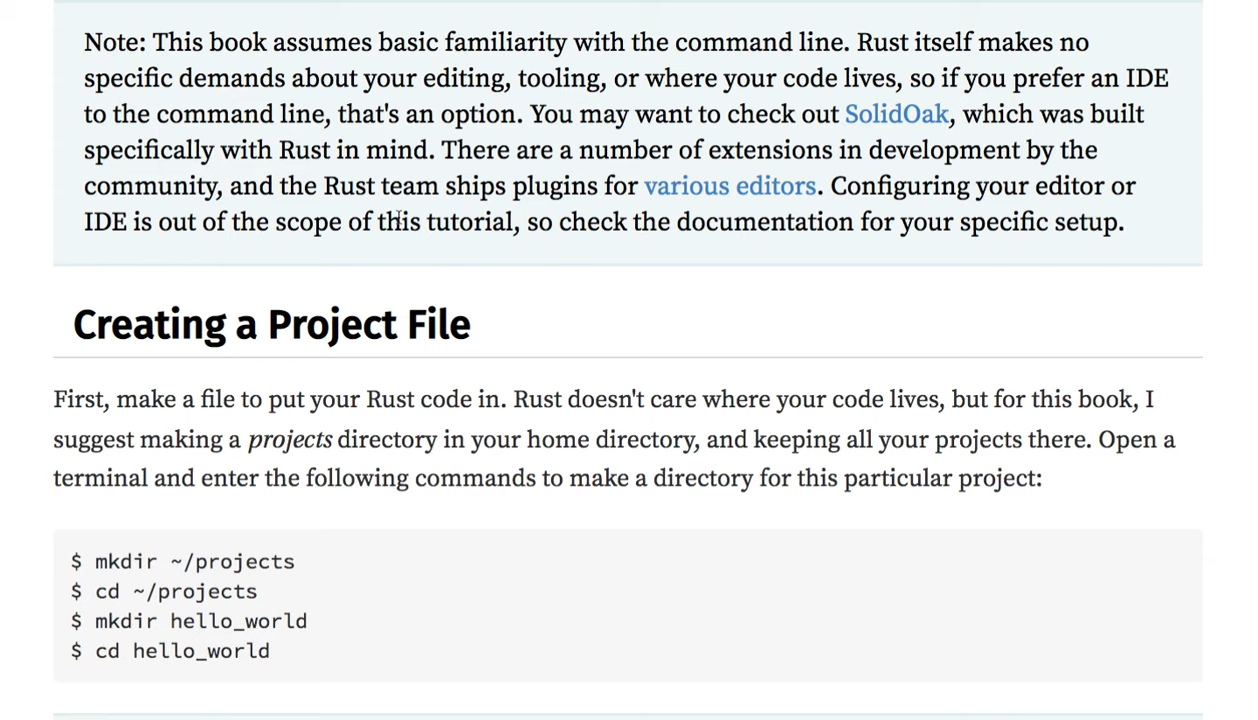 Note: This book assumes basic familiarity with the command line. Rust itself makes no
specific demands about your editing, tooling, or where your code lives, so if you prefer an IDE
to the command line, that's an option. You may want to check out SolidOak, which was built
specifically with Rust in mind. There are a number of extensions in development by the
community, and the Rust team ships plugins for various editors. Configuring your editor or
IDE is out of the scope of this tutorial, so check the documentation for your specific setup.
Creating a Project File
First, make a file to put your Rust code in. Rust doesn't care where your code lives, but for this book, I
suggest making a projects directory in your home directory, and keeping all your projects there. Open a
terminal and enter the following commands to make a directory for this particular project:
$ mkdir ~/projects
$ cd ~/projects
$ mkdir hello_world
$ cd hello_world